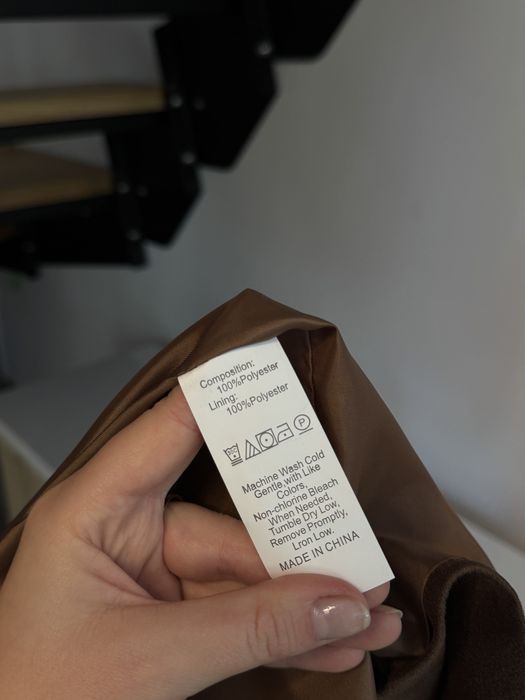 Composition:
100%Polyester
Lining:
100%Polyester
30C
P
Machine Wash Cold
Gentle with Like
Colors,
Non-chlorine Bleach
When Needed,
Tumble Dry Low,
Remove Promptly,
Lron Low.
MADE IN CHINA